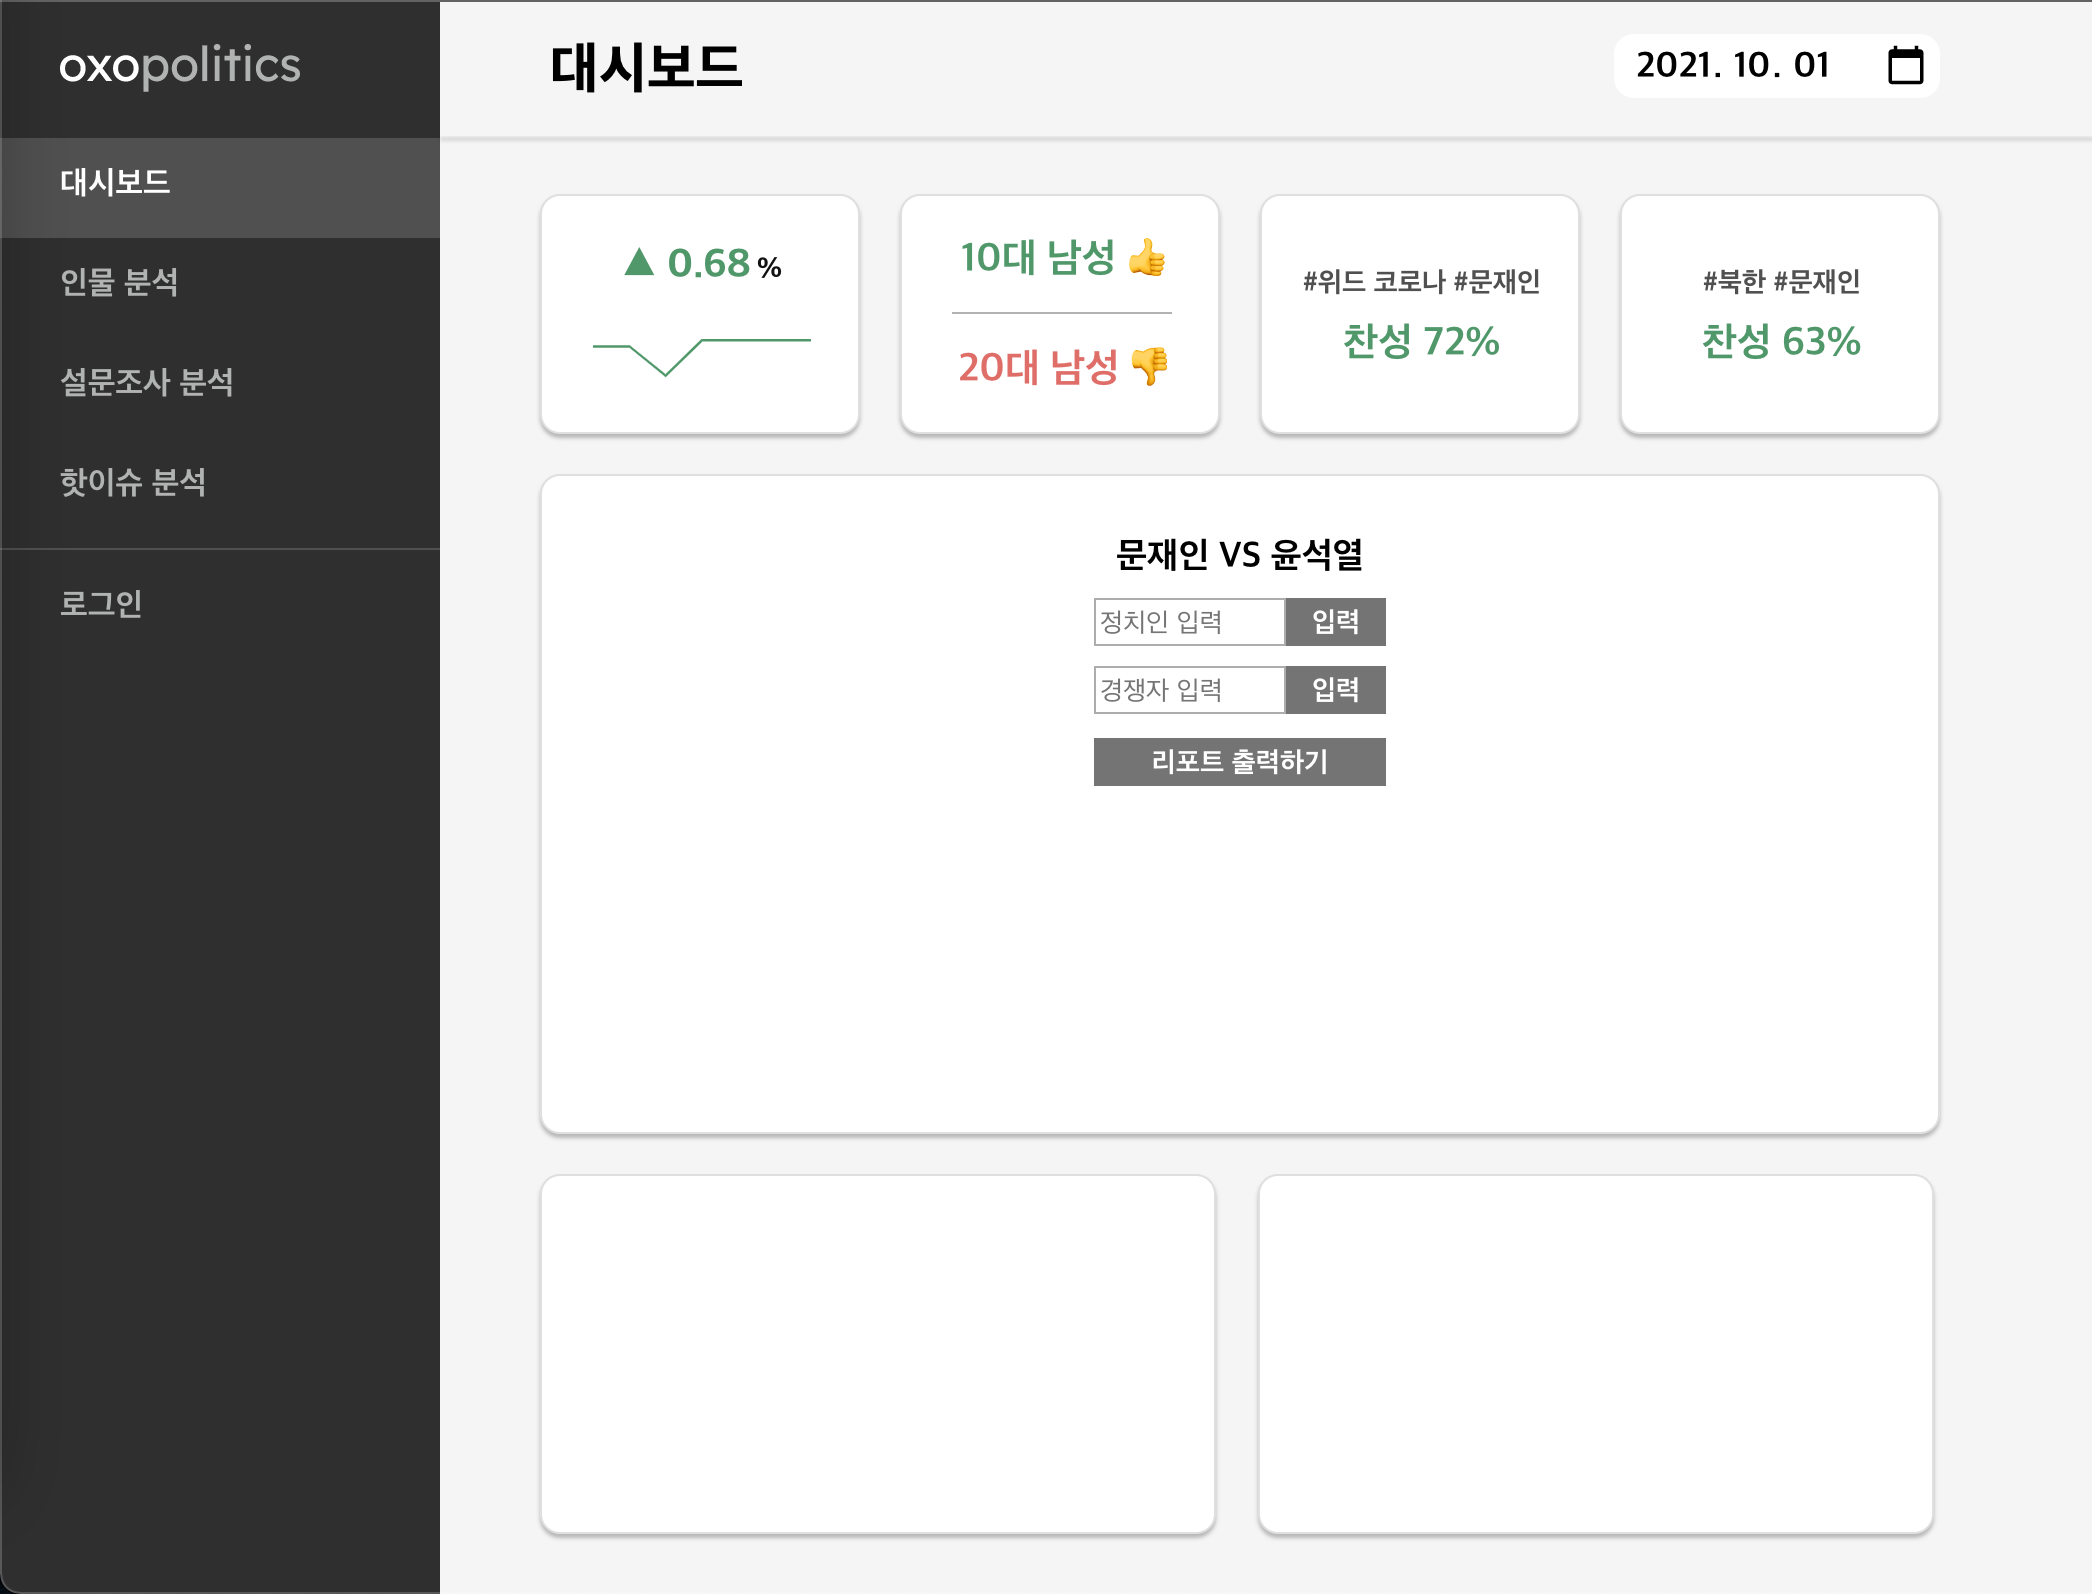 oxopolitics
대시보드
인물 분석
설문조사 분석
핫이슈 분석
로그인
대시보드
2021. 10. 01
▲ 0.68 %
10대 남성 👍
20대 남성 👎
#위드 코로나 #문재인
찬성 72%
#북한 #문재인
찬성 63%
문재인 VS 윤석열
정치인 입력 입력
경쟁자 입력 입력
리포트 출력하기